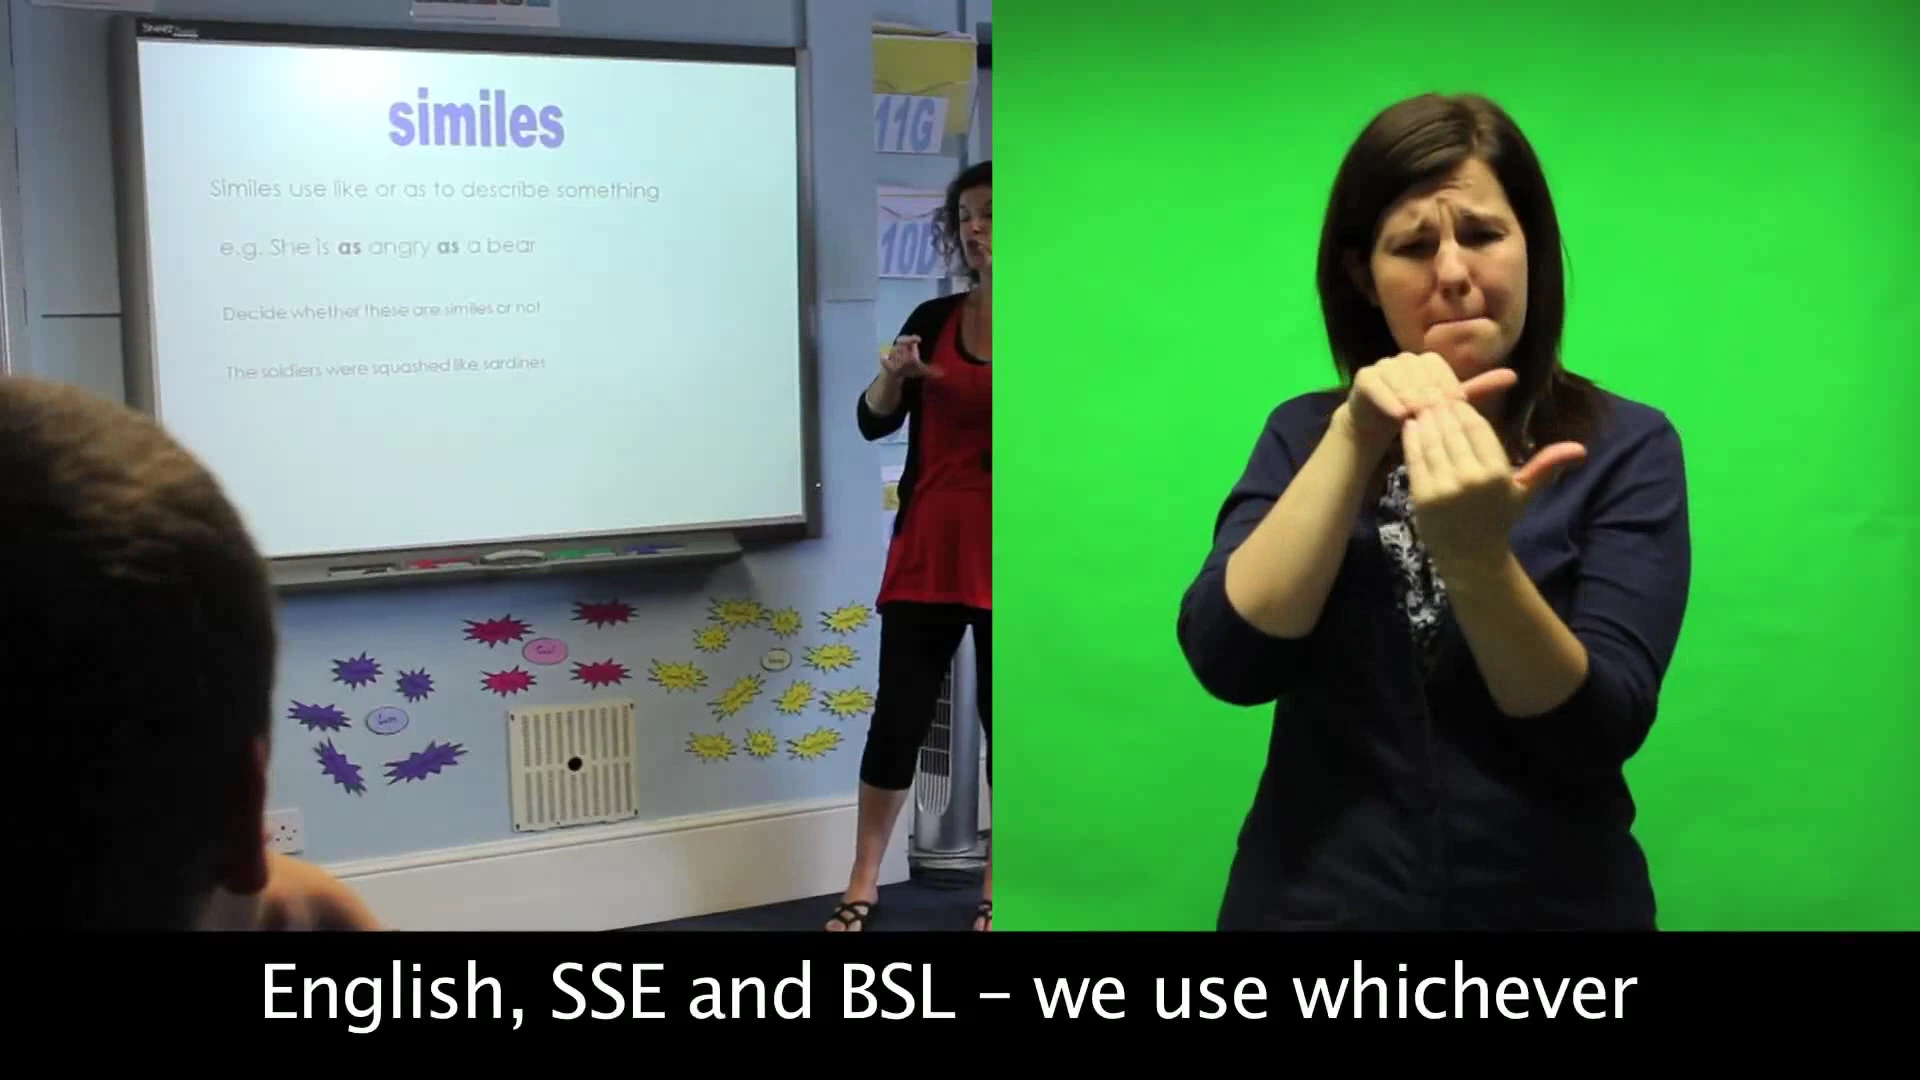 similes
Similes use like or as to describe something
e.g. She is as angry as a bear
Decide whether these are similes or not
The soldiers were squashed like sardines
11G
10D
English, SSE and BSL – we use whichever